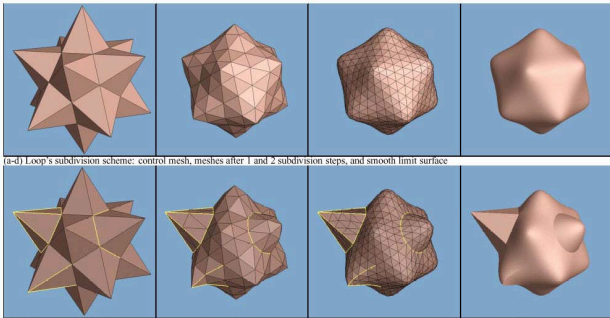 (a-d) Loop's subdivision scheme: control mesh, meshes after 1 and 2 subdivision steps, and smooth limit surface